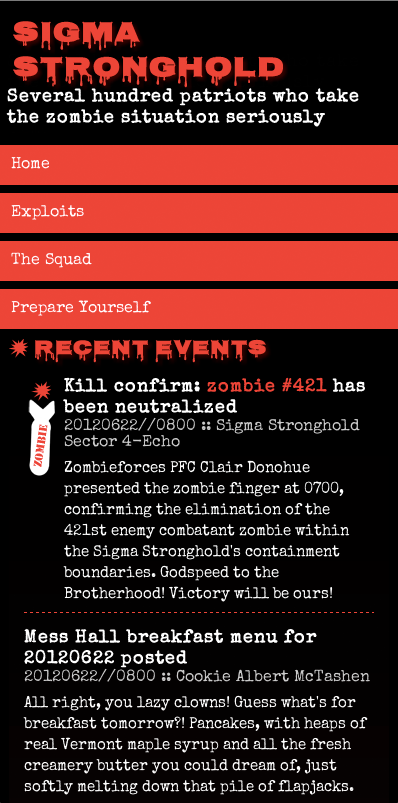 SIGMA
STRONGHOLD
Several hundred patriots who take
the zombie situation seriously
Home
Exploits
The Squad
Prepare Yourself
RECENT EVENTS
Kill confirm: zombie #421 has
been neutralized
20120622//0800 :: Sigma Stronghold
Sector 4-Echo
ZOMBIE
Zombieforces PFC Clair Donohue
presented the zombie finger at 0700,
confirming the elimination of the
421st enemy combatant zombie within
the Sigma Stronghold's containment
boundaries. Godspeed to the
Brotherhood! Victory will be ours!
Mess Hall breakfast menu for
20120622 posted
20120622//0800 :: Cookie Albert McTashen
All right, you lazy clowns! Guess what's for
breakfast tomorrow?! Pancakes, with heaps of
real Vermont maple syrup and all the fresh
creamery butter you could dream of, just
softly melting down that pile of flapjacks.